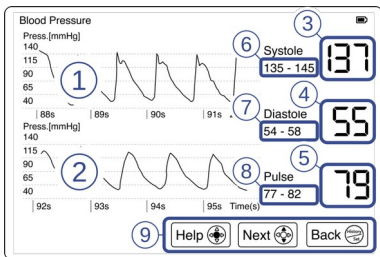 Blood Pressure
Press.[mmHg]
140
115
90
65
40
88s 89s 90s 91s
1
Press.[mmHg]
140
115
90
65
40
92s 93s 94s 95s Time(s)
2
3
6 Systole
135 - 145 137
4
7 Diastole
54 - 58 55
5
8 Pulse
77 - 82 79
9 Help Next Back